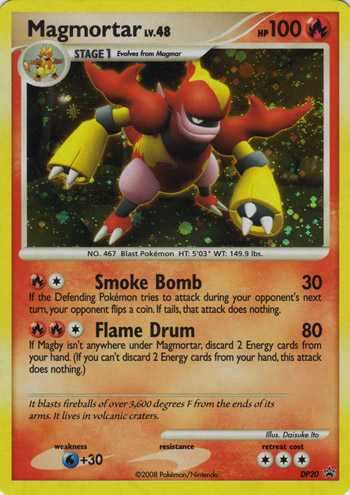 Magmortar LV.48 HP 100
STAGE 1 Evolves from Magmar
NO. 467 Blast Pokémon HT: 5'03" WT: 149.9 lbs.
Smoke Bomb 30
If the Defending Pokémon tries to attack during your opponent's next
turn, your opponent flips a coin. If tails, that attack does nothing.
Flame Drum 80
If Magby isn't anywhere under Magmortar, discard 2 Energy cards from
your hand. (If you can't discard 2 Energy cards from your hand, this attack
does nothing.)
It blasts fireballs of over 3,600 degrees F from the ends of its
arms. It lives in volcanic craters.
Illus. Daisuke Ito
weakness resistance retreat cost
+30
©2008 Pokémon/Nintendo DP20
PROMO